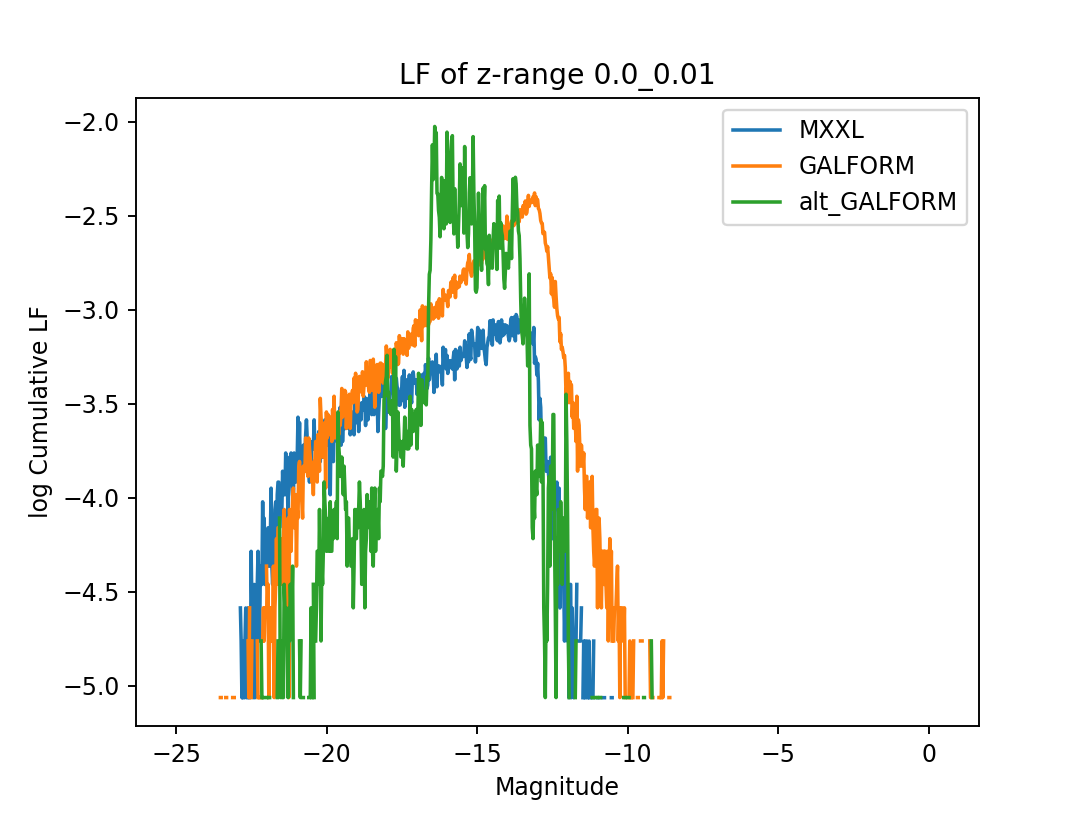 LF of z-range 0.0_0.01
MXXL
GALFORM
alt_GALFORM
log Cumulative LF
−2.0
−2.5
−3.0
−3.5
−4.0
−4.5
−5.0
−25 −20 −15 −10 −5 0
Magnitude